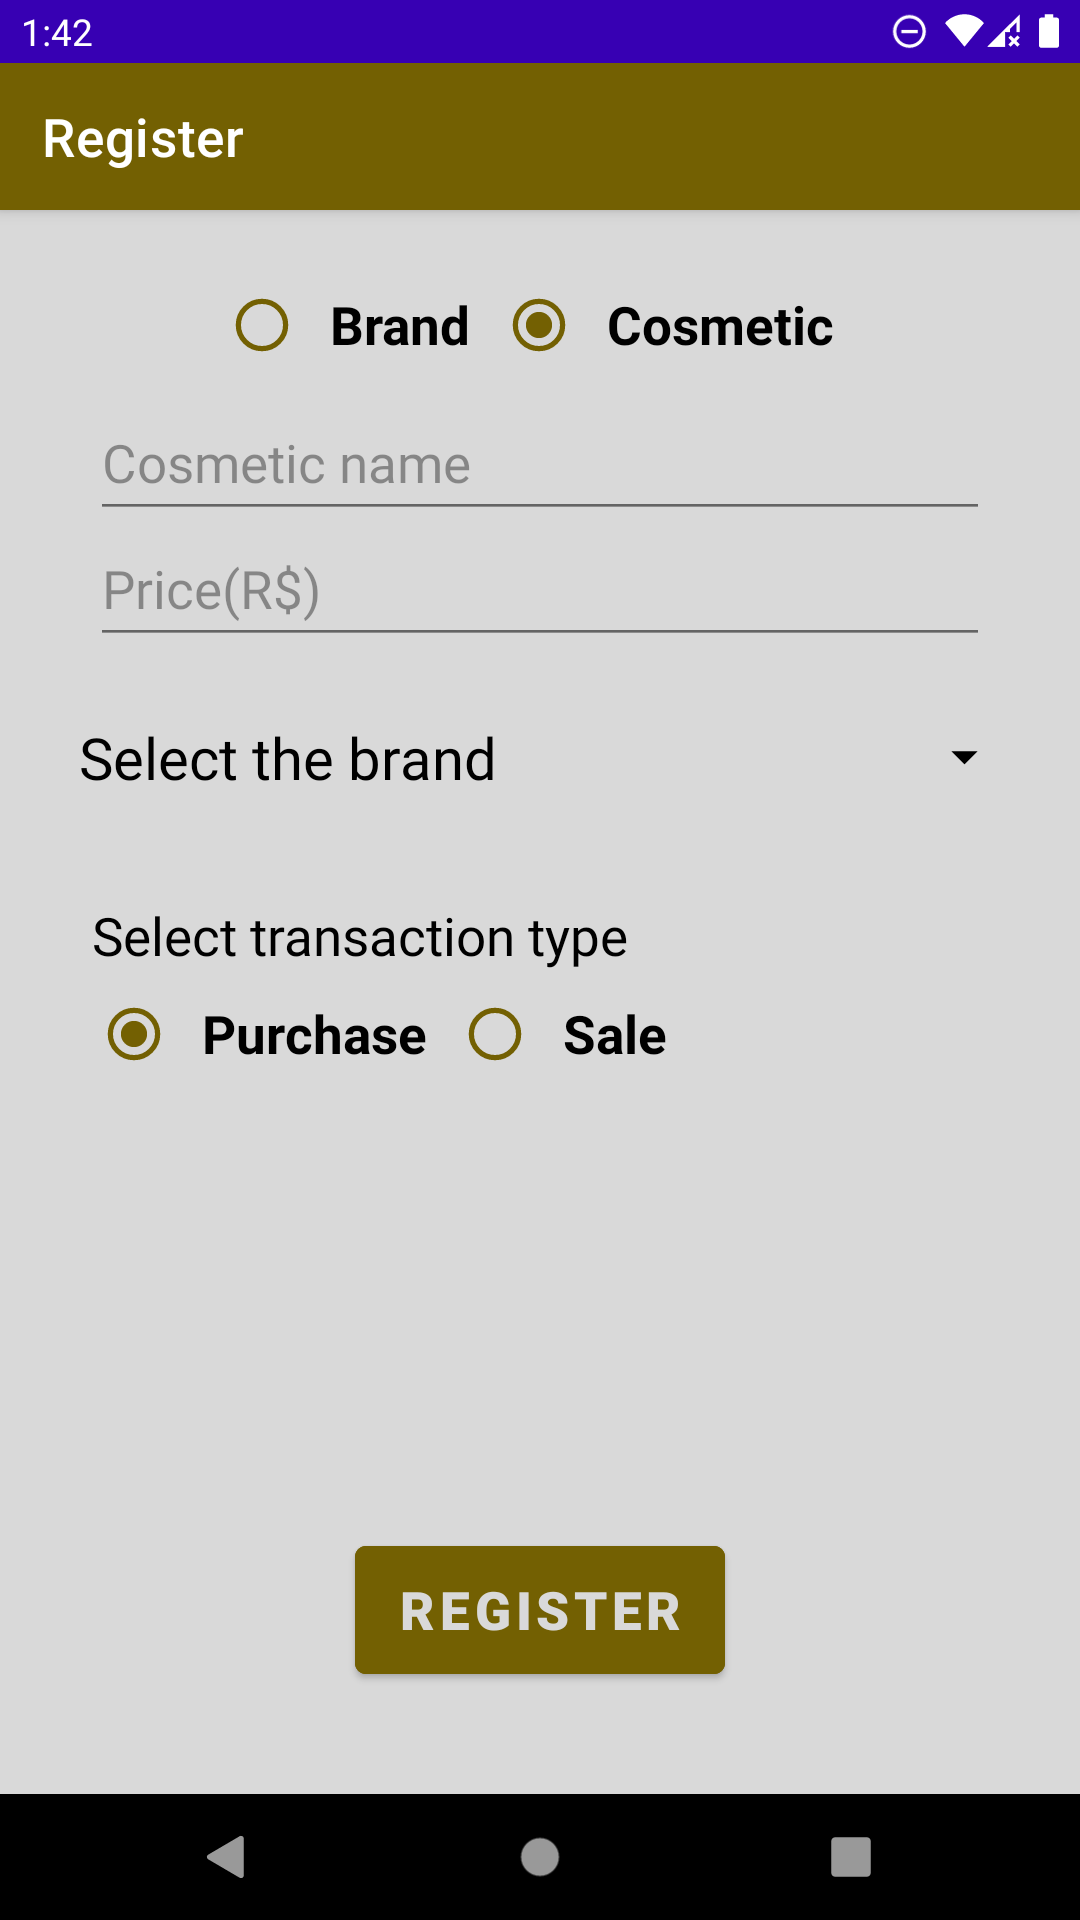 1:42
Register
Brand Cosmetic
Cosmetic name
Price(R$)
Select the brand
Select transaction type
Purchase Sale
REGISTER